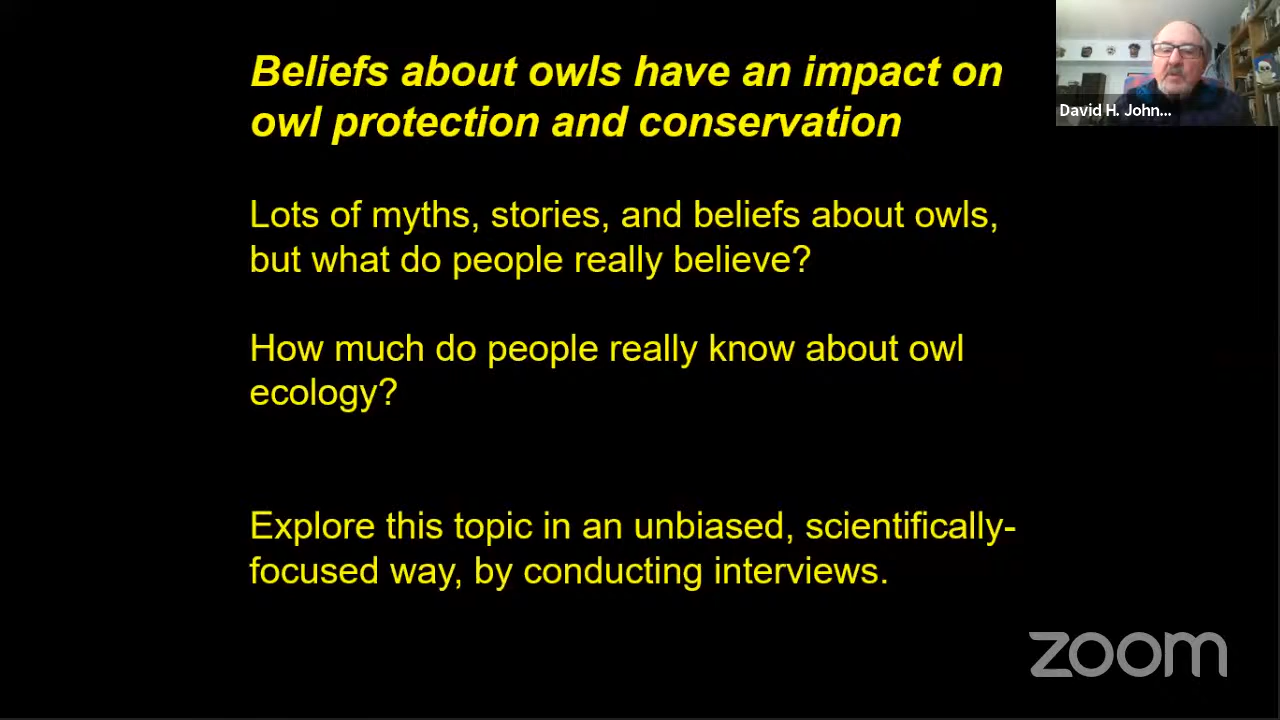 Beliefs about owls have an impact on
owl protection and conservation
David H. John...
Lots of myths, stories, and beliefs about owls,
but what do people really believe?
How much do people really know about owl
ecology?
Explore this topic in an unbiased, scientifically-
focused way, by conducting interviews.
zoom